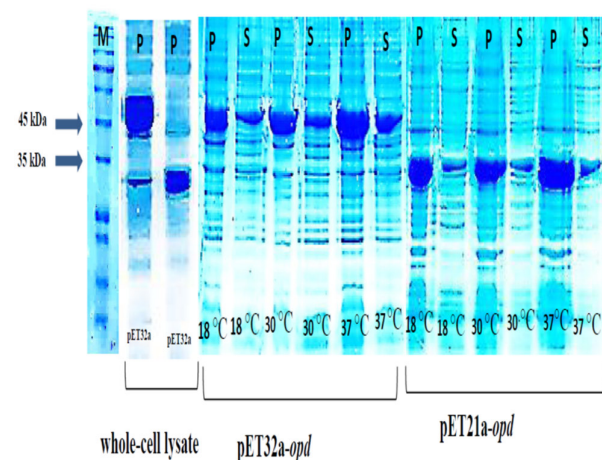 M P P P S P S P S P S P S P S
45 kDa
35 kDa
pET32a pET32a 18 °C 18 °C 30 °C 30 °C 37 °C 37 °C 18 °C 18 °C 30 °C 30 °C 37 °C 37 °C
whole-cell lysate pET32a-opd pET21a-opd